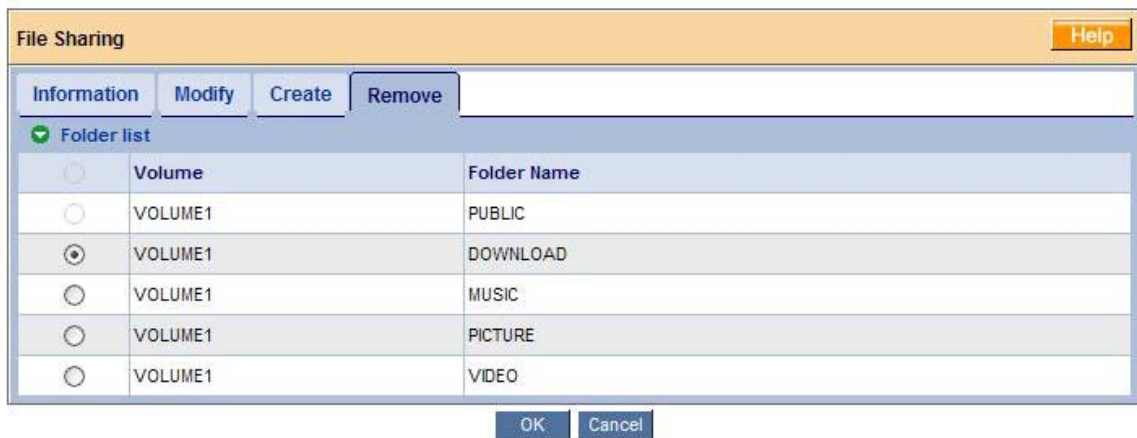 File Sharing Help
Information Modify Create Remove
Folder list
Volume Folder Name
VOLUME1 PUBLIC
VOLUME1 DOWNLOAD
VOLUME1 MUSIC
VOLUME1 PICTURE
VOLUME1 VIDEO
OK Cancel